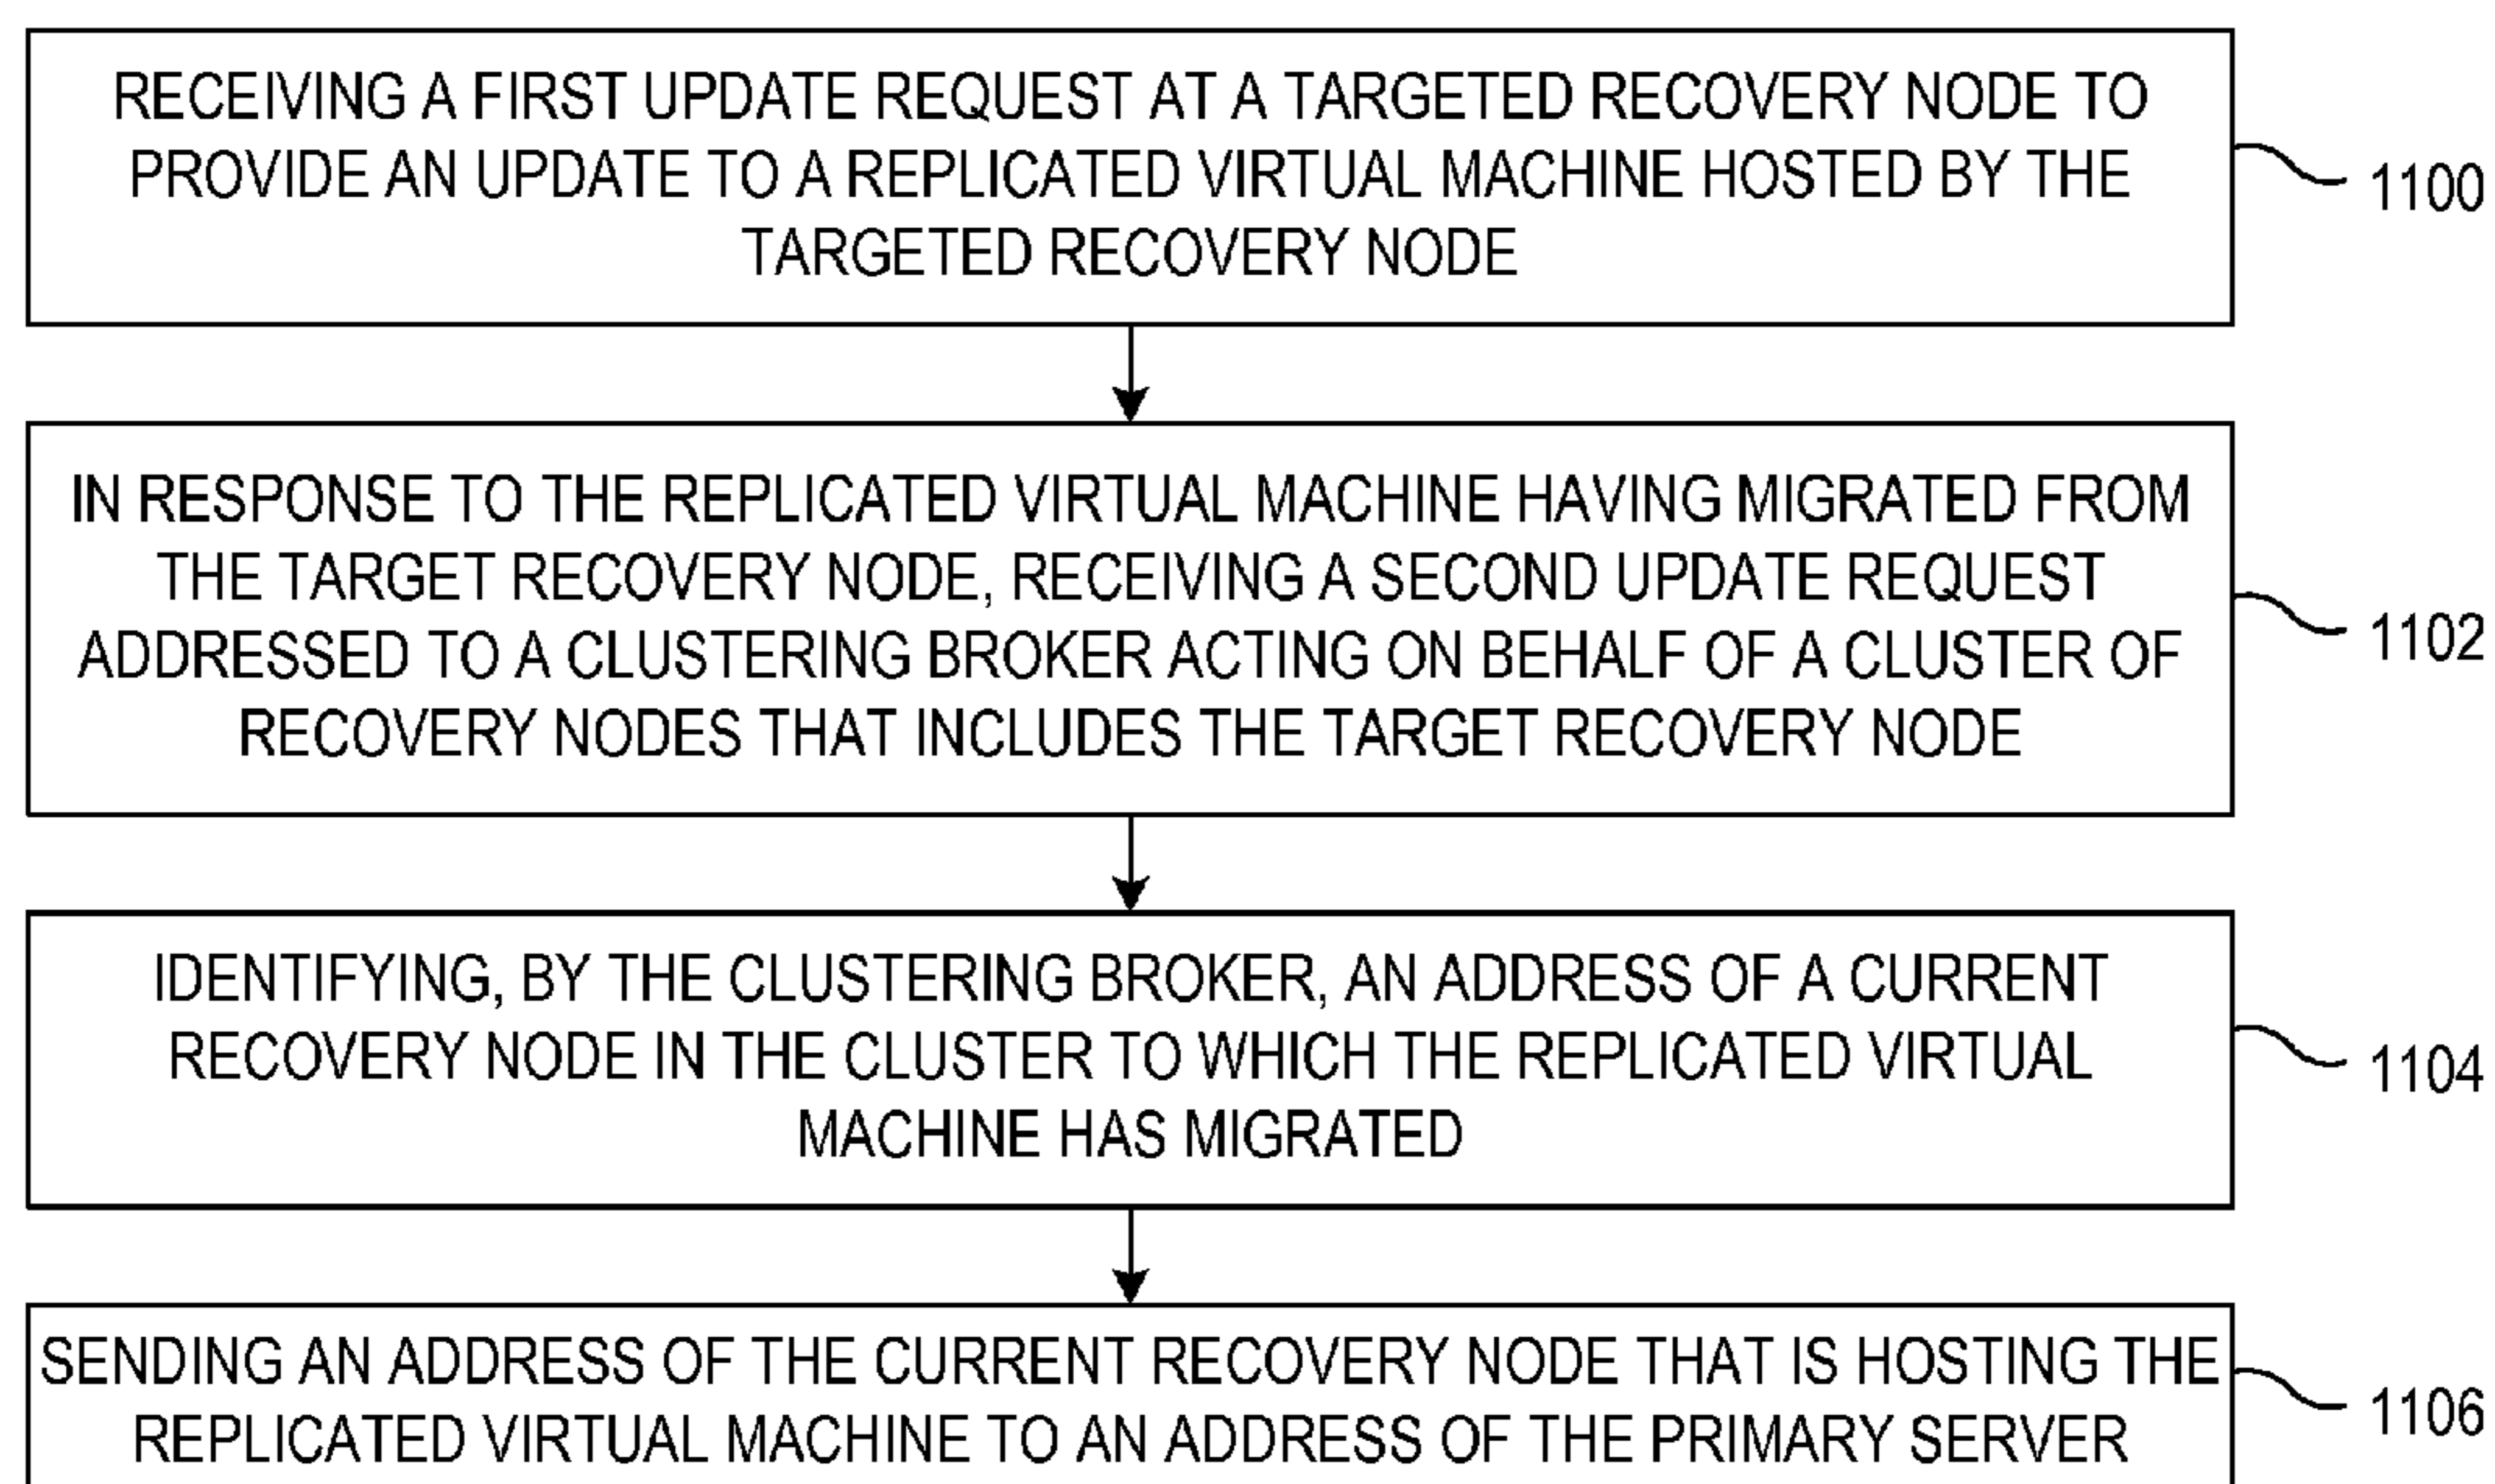 RECEIVING A FIRST UPDATE REQUEST AT A TARGETED RECOVERY NODE TO
PROVIDE AN UPDATE TO A REPLICATED VIRTUAL MACHINE HOSTED BY THE
TARGETED RECOVERY NODE
1100
IN RESPONSE TO THE REPLICATED VIRTUAL MACHINE HAVING MIGRATED FROM
THE TARGET RECOVERY NODE, RECEIVING A SECOND UPDATE REQUEST
ADDRESSED TO A CLUSTERING BROKER ACTING ON BEHALF OF A CLUSTER OF
RECOVERY NODES THAT INCLUDES THE TARGET RECOVERY NODE
1102
IDENTIFYING, BY THE CLUSTERING BROKER, AN ADDRESS OF A CURRENT
RECOVERY NODE IN THE CLUSTER TO WHICH THE REPLICATED VIRTUAL
MACHINE HAS MIGRATED
1104
SENDING AN ADDRESS OF THE CURRENT RECOVERY NODE THAT IS HOSTING THE
REPLICATED VIRTUAL MACHINE TO AN ADDRESS OF THE PRIMARY SERVER
1106